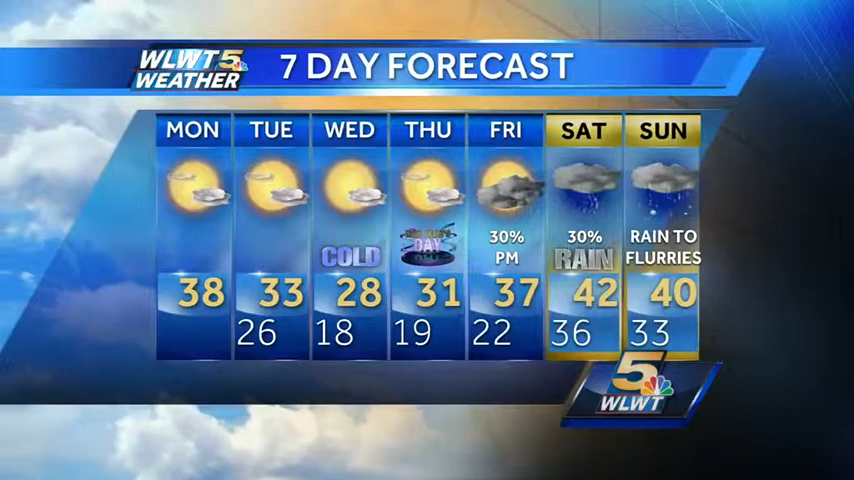 WLWT 5
WEATHER
7 DAY FORECAST
MON TUE WED THU FRI SAT SUN
COLD
DAY
30%
PM
30%
RAIN
RAIN TO
FLURRIES
38 33 28 31 37 42 40
26 18 19 22 36 33
5
WLWT